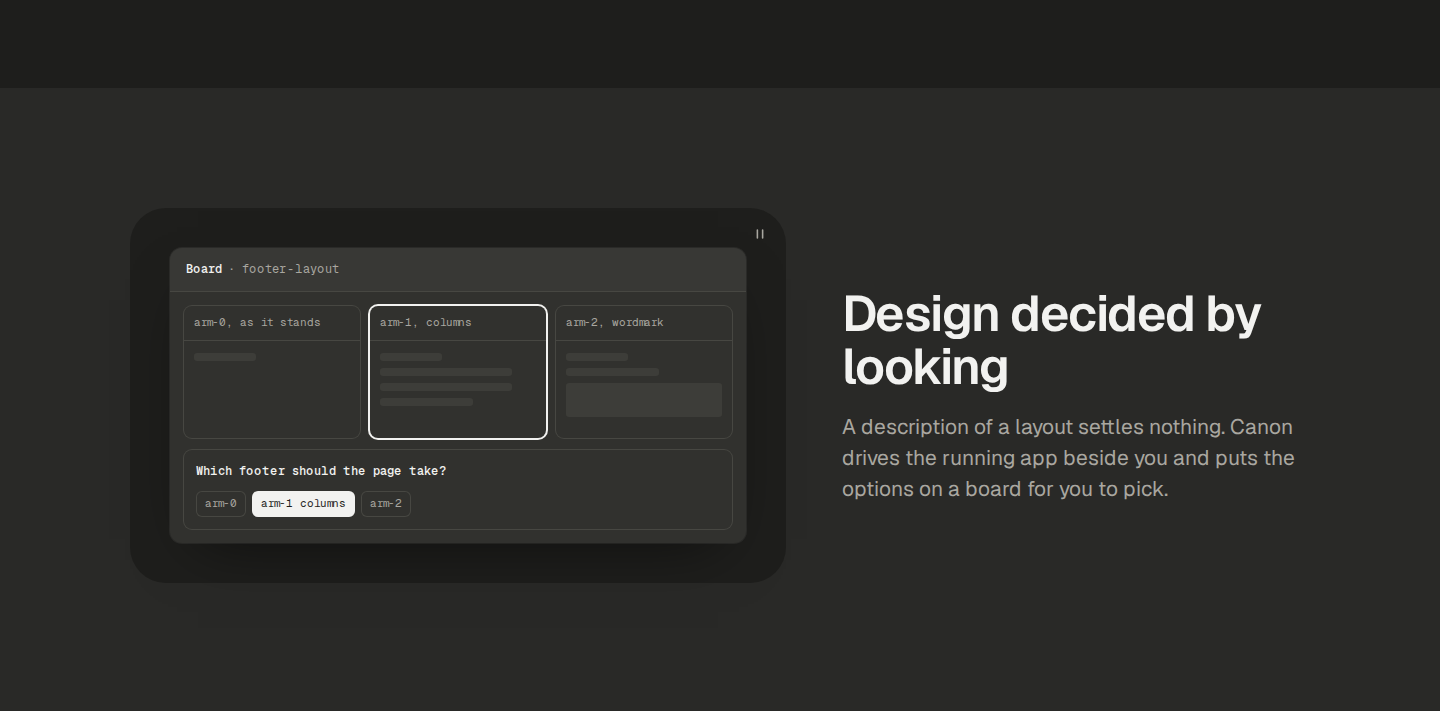 Board · footer-layout
arm-0, as it stands
arm-1, columns
arm-2, wordmark
Which footer should the page take?
arm-0
arm-1 columns
arm-2
Design decided by
looking
A description of a layout settles nothing. Canon
drives the running app beside you and puts the
options on a board for you to pick.